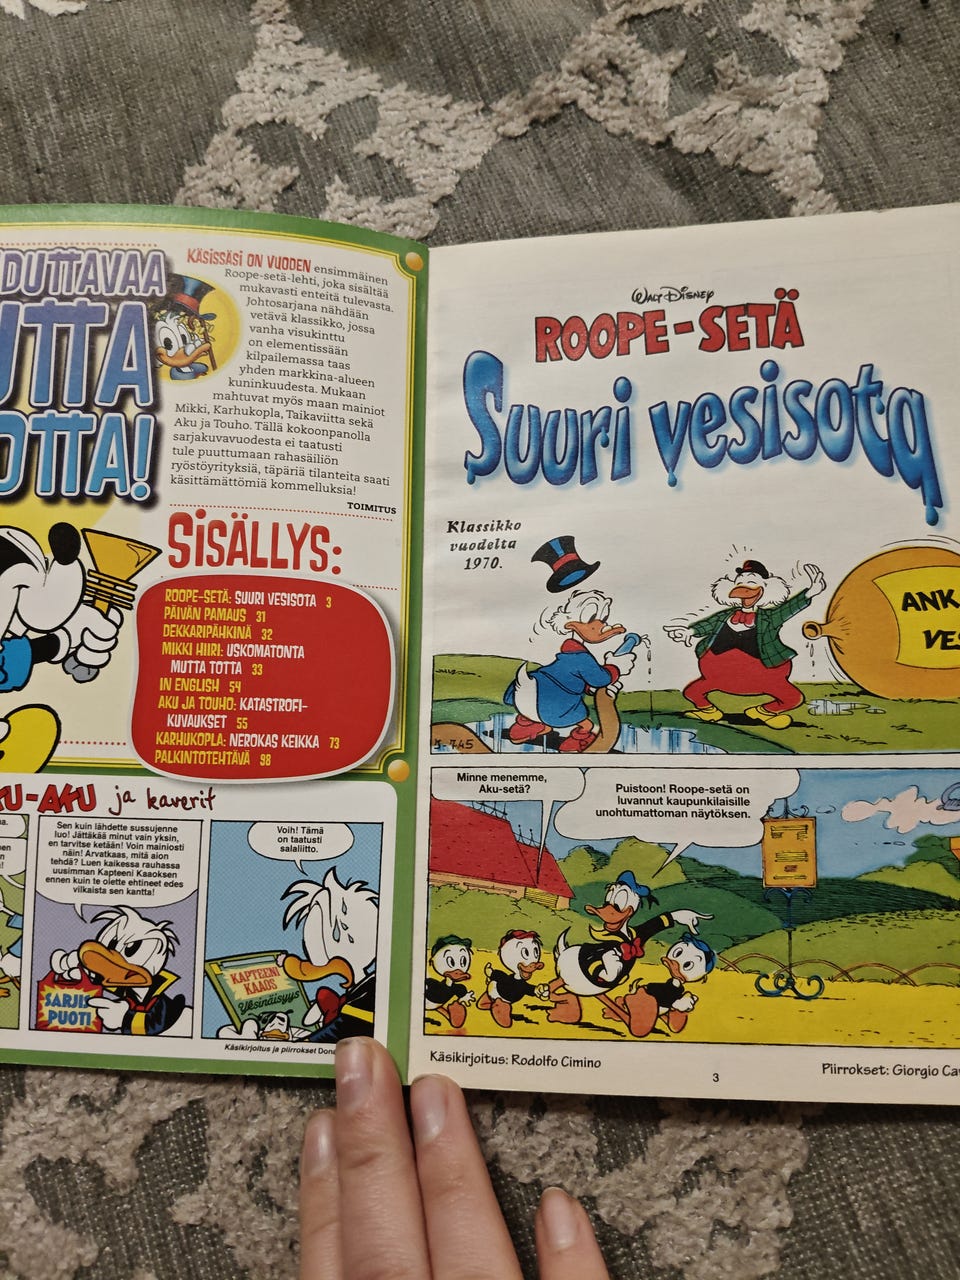 KÄSISSÄSI ON VUODEN ensimmäinen
Roope-setä-lehti, joka sisältää
mukavasti enteitä tulevasta.
Johtosarjana nähdään
vetävä klassikko, jossa
vanha visukinttu
on elementissään
kilpailemassa taas
yhden markkina-alueen
kuninkuudesta. Mukaan
mahtuvat myös maan mainiot
Mikki, Karhukopla, Taikaviitta sekä
Aku ja Touho. Tällä kokoonpanolla
sarjakuvavuodesta ei taatusti
tule puuttumaan rahasäiliön
ryöstöyrityksiä, täpäriä tilanteita saati
käsittämättömiä kommelluksia!
TOIMITUS
SISÄLLYS:
ROOPE-SETÄ: SUURI VESISOTA 3
PÄIVÄN PAMAUS 31
DEKKARIPÄHKINÄ 32
MIKKI HIIRI: USKOMATONTA
MUTTA TOTTA 33
IN ENGLISH 54
AKU JA TOUHO: KATASTROFI-
KUVAUKSET 55
KARHUKOPLA: NEROKAS KEIKKA 73
PALKINTOTEHTÄVÄ 98
-AKU ja kaverit
Sen kuin lähdette sussujenne
luo! Jättäkää minut vain yksin,
en tarvitse ketään! Voin mainiosti
näin! Arvatkaas, mitä aion
tehdä? Luen kaikessa rauhassa
uusimman Kapteeni Kaaoksen
ennen kuin te olette ehtineet edes
vilkaista sen kantta!
SARJIS
PUOTI
Voih! Tämä
on taatusti
salaliitto.
KAPTEENI
KAAOS
Yksinäisyys
Käsikirjoitus ja piirrokset
WALT DISNEY
ROOPE-SETÄ
Suuri vesisota
Klassikko
vuodelta
1970.
Minne menemme,
Aku-setä?
Puistoon! Roope-setä on
luvannut kaupunkilaisille
unohtumattoman näytöksen.
Käsikirjoitus: Rodolfo Cimino
3
Piirrokset: Giorgio